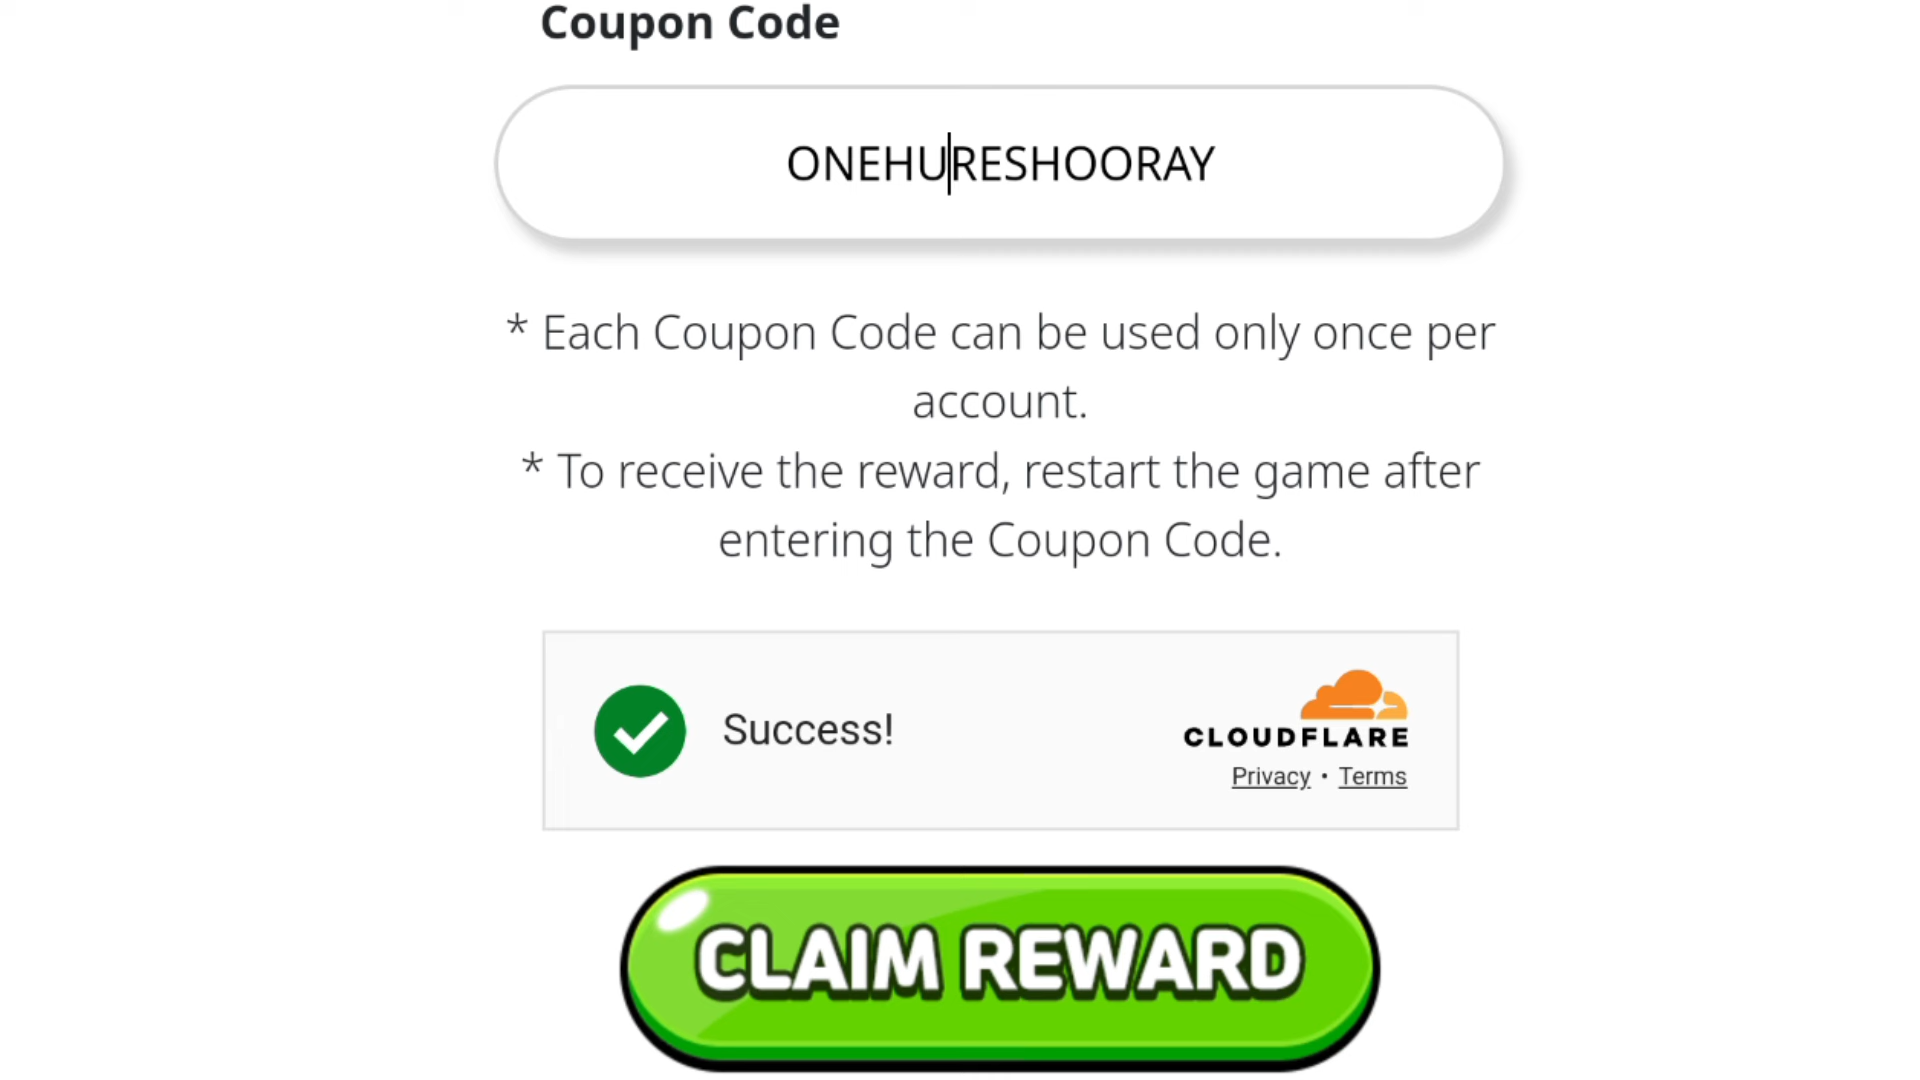 Coupon Code
ONEHURESHOORAY
* Each Coupon Code can be used only once per
account.
* To receive the reward, restart the game after
entering the Coupon Code.
Success!
CLOUDFLARE
Privacy • Terms
CLAIM REWARD